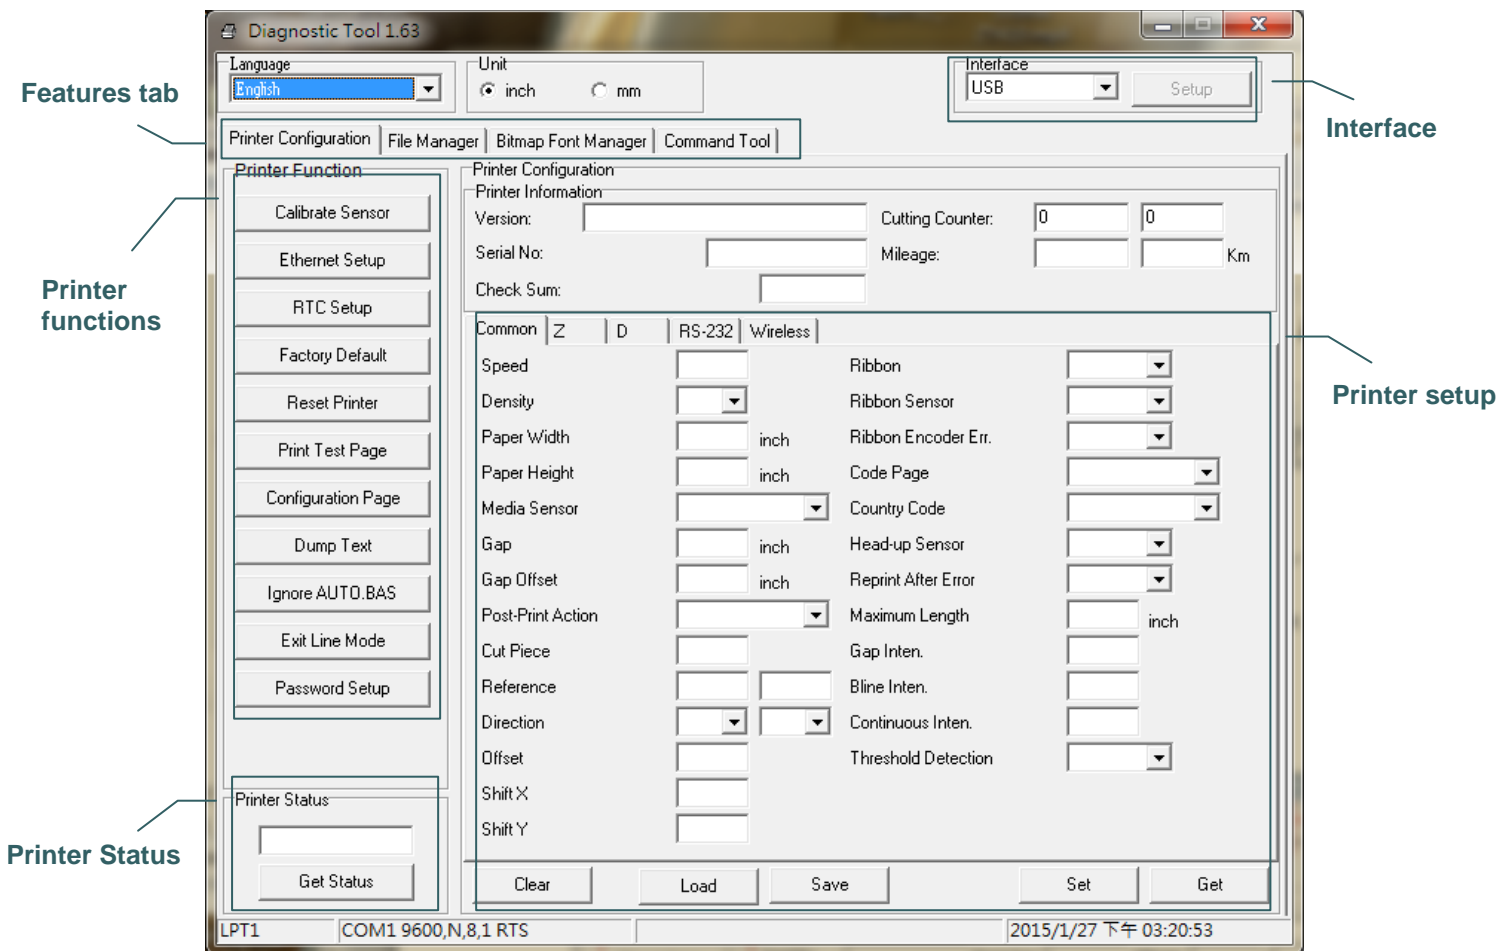 Diagnostic Tool 1.63
Language
English
Unit
inch
mm
Interface
USB
Setup
Features tab
Interface
Printer Configuration
File Manager
Bitmap Font Manager
Command Tool
Printer Function
Calibrate Sensor
Ethernet Setup
RTC Setup
Factory Default
Reset Printer
Print Test Page
Configuration Page
Dump Text
Ignore AUTO.BAS
Exit Line Mode
Password Setup
Printer
functions
Printer Configuration
Printer Information
Version:
Cutting Counter: 0 0
Serial No:
Mileage: Km
Check Sum:
Common Z D RS-232 Wireless
Printer setup
Speed
Density
Paper Width inch
Paper Height inch
Media Sensor
Gap inch
Gap Offset inch
Post-Print Action
Cut Piece
Reference
Direction
Offset
Shift X
Shift Y
Ribbon
Ribbon Sensor
Ribbon Encoder Err.
Code Page
Country Code
Head-up Sensor
Reprint After Error
Maximum Length inch
Gap Inten.
Bline Inten.
Continuous Inten.
Threshold Detection
Printer Status
Get Status
Printer Status
Clear
Load
Save
Set
Get
LPT1
COM1 9600,N,8,1 RTS
2015/1/27 下午 03:20:53